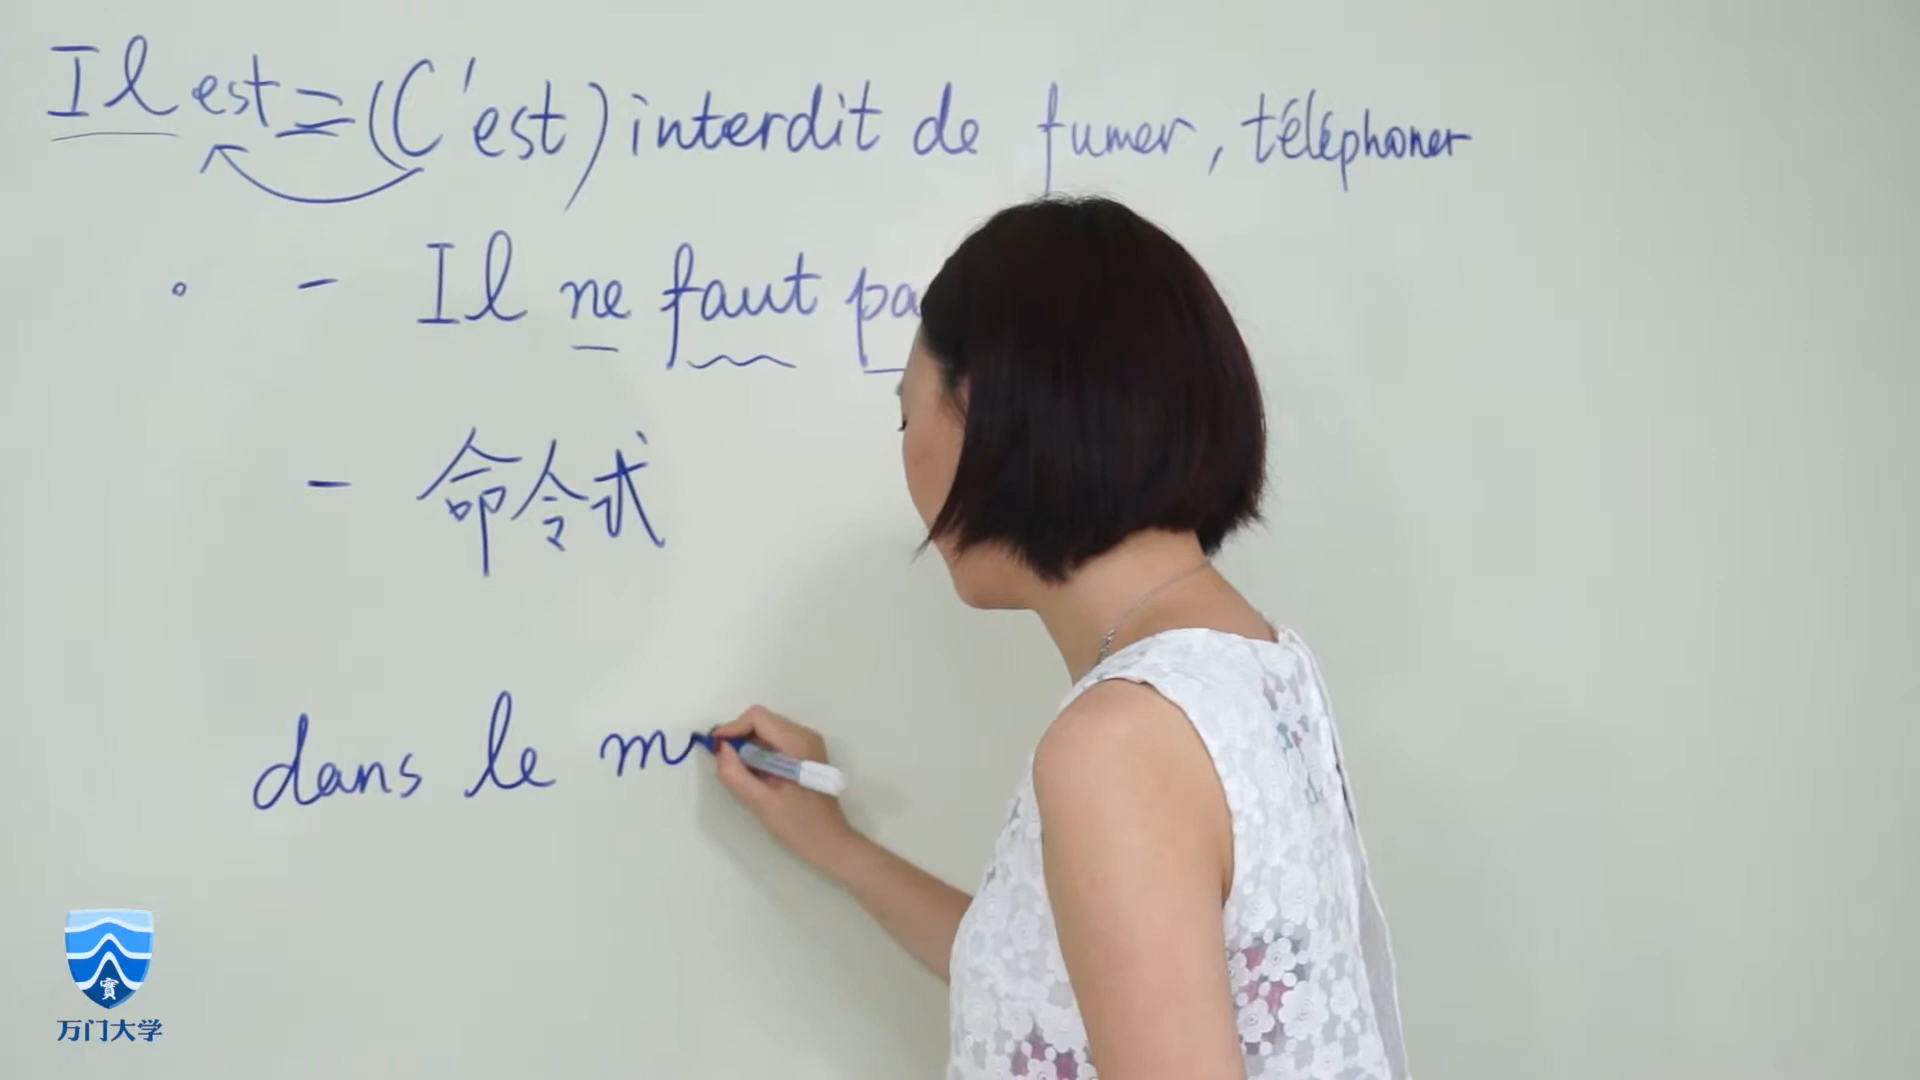 Il est = (C'est) interdit de fumer, téléphoner
- Il ne faut
- 命令式
dans le
實
万门大学